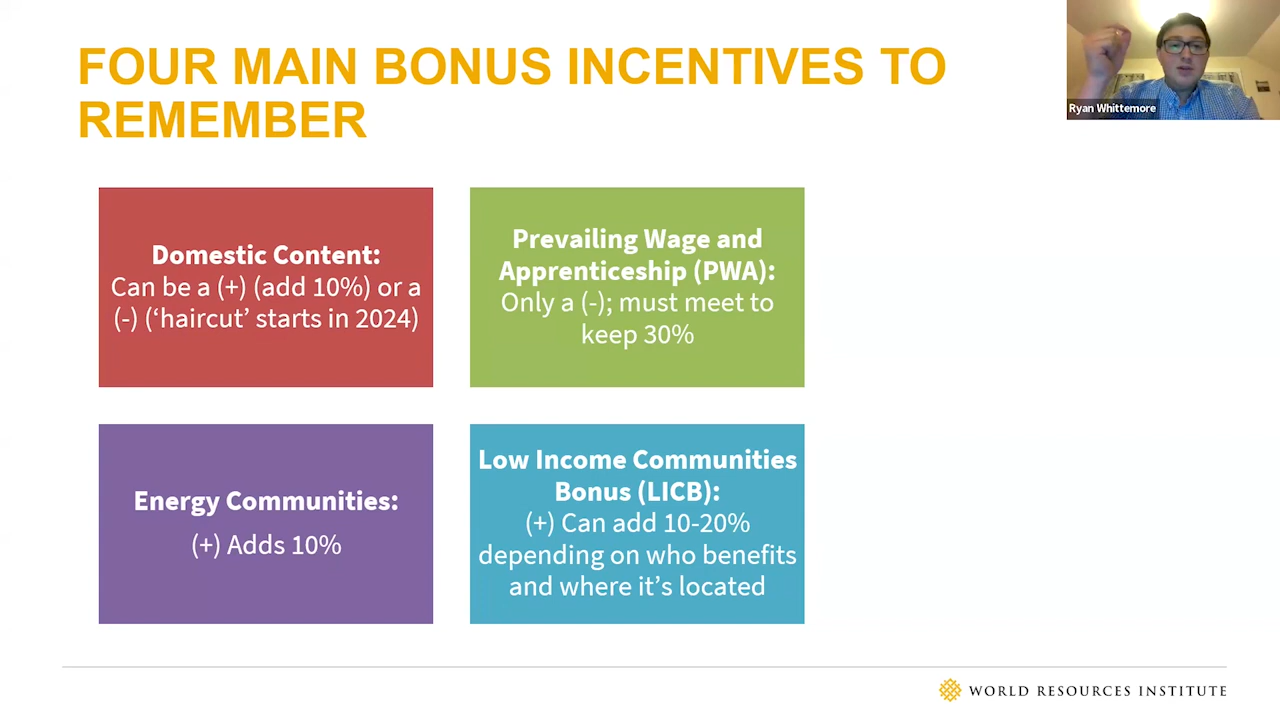 FOUR MAIN BONUS INCENTIVES TO
REMEMBER
Ryan Whittemore
Domestic Content:
Can be a (+) (add 10%) or a
(-) (‘haircut’ starts in 2024)
Prevailing Wage and
Apprenticeship (PWA):
Only a (-); must meet to
keep 30%
Energy Communities:
(+) Adds 10%
Low Income Communities
Bonus (LICB):
(+) Can add 10-20%
depending on who benefits
and where it’s located
WORLD RESOURCES INSTITUTE